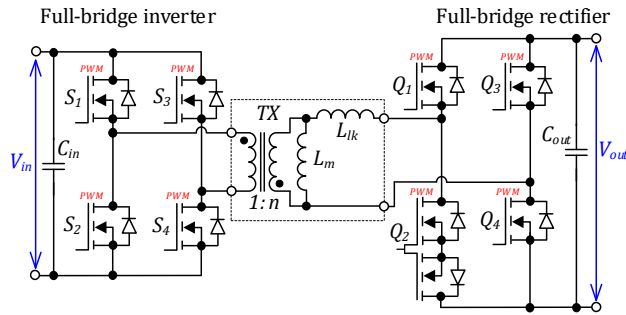 Full-bridge inverter
Full-bridge rectifier
PWM
PWM
PWM
PWM
S1
S3
Q1
Q3
TX
Llk
Cin
Vin
Lm
Cout
Vout
1:n
PWM
PWM
PWM
PWM
S2
S4
Q2
Q4